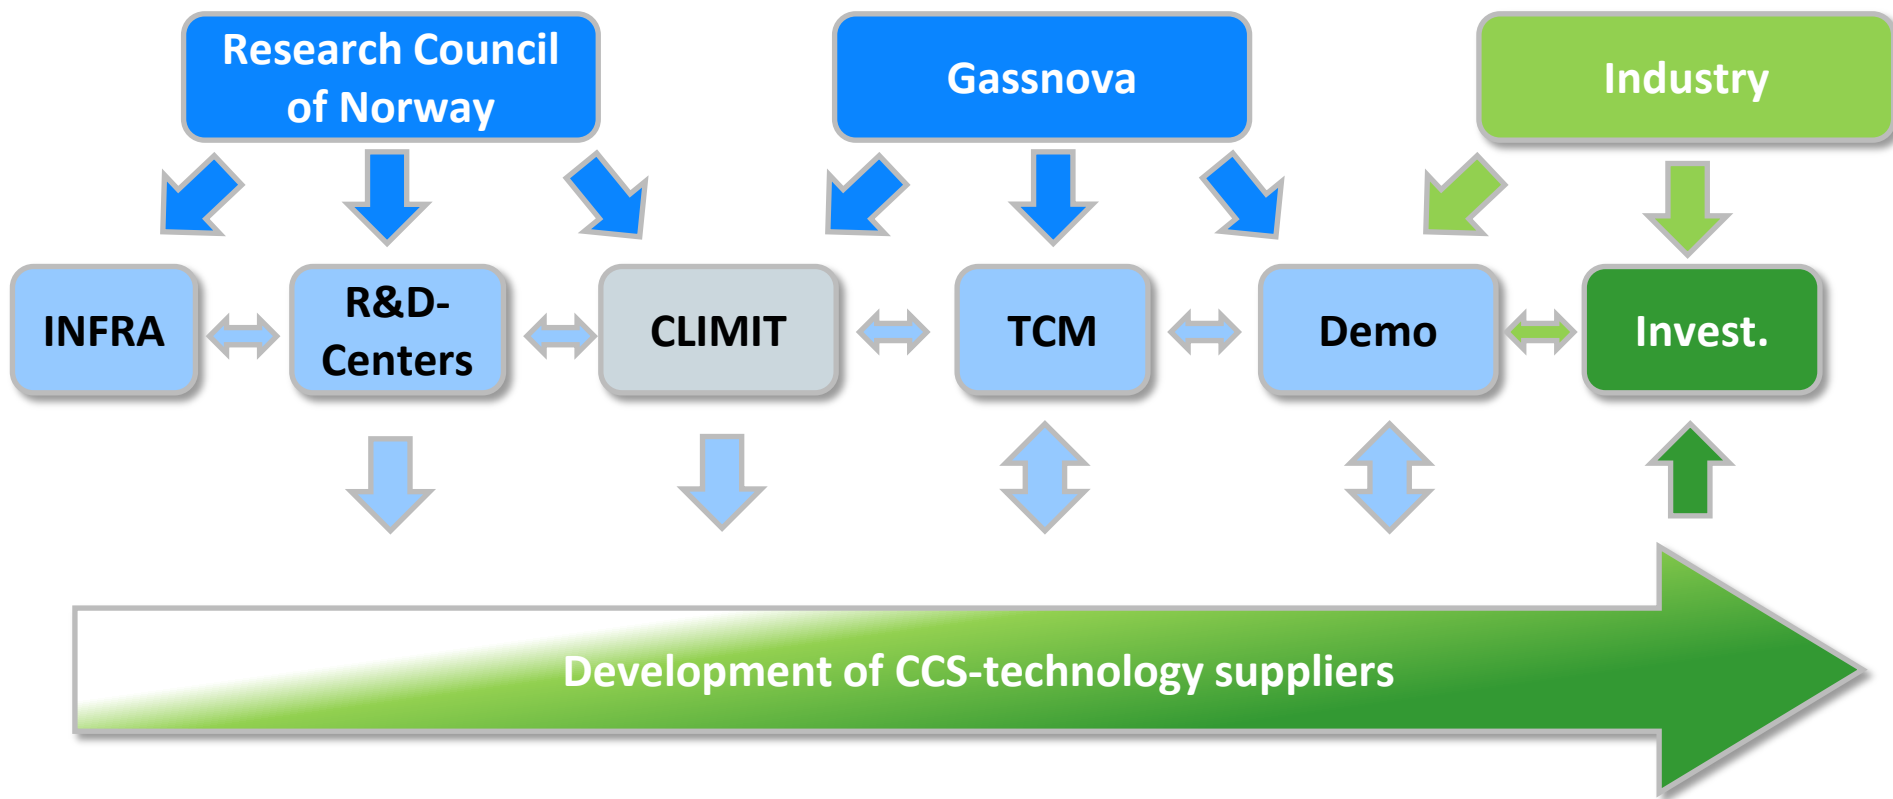 Research Council
of Norway
Gassnova
Industry
INFRA
R&D-
Centers
CLIMIT
TCM
Demo
Invest.
Development of CCS-technology suppliers